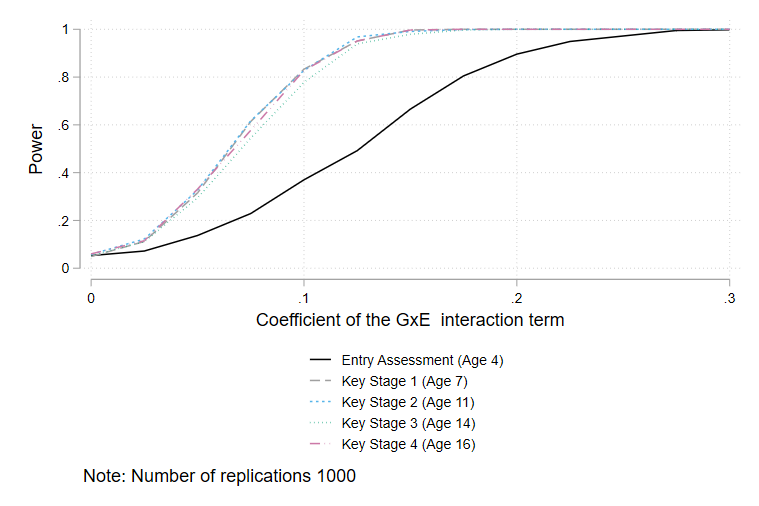 1
.8
.6
.4
.2
0
Power
0 .1 .2 .3
Coefficient of the GxE interaction term
Entry Assessment (Age 4)
Key Stage 1 (Age 7)
Key Stage 2 (Age 11)
Key Stage 3 (Age 14)
Key Stage 4 (Age 16)
Note: Number of replications 1000